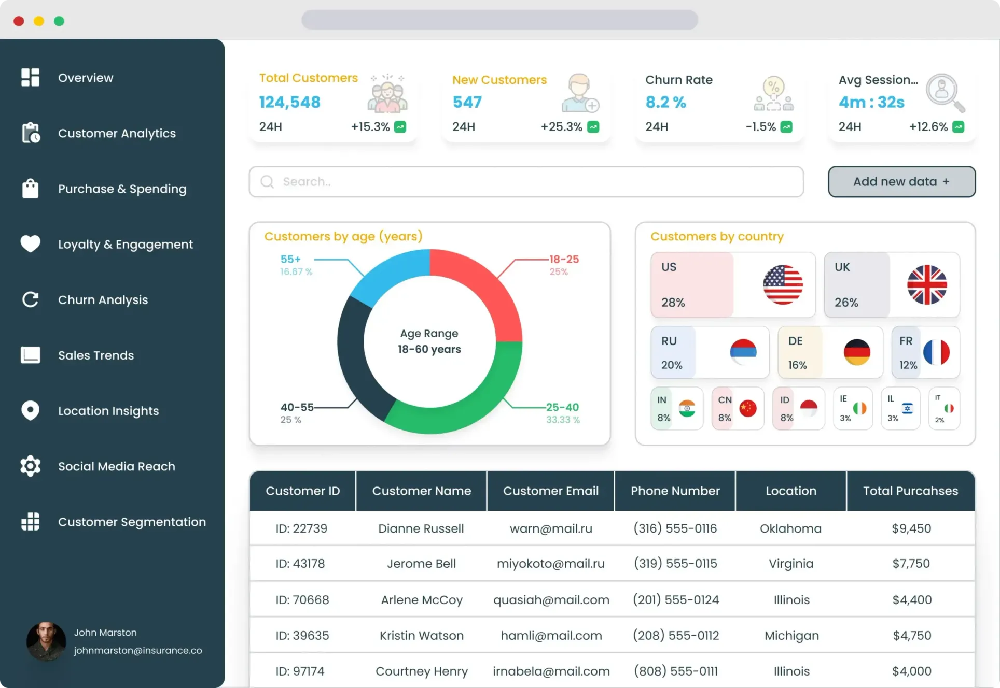 Overview
Customer Analytics
Purchase & Spending
Loyalty & Engagement
Churn Analysis
Sales Trends
Location Insights
Social Media Reach
Customer Segmentation
John Marston
johnmarston@insurance.co
Total Customers
124,548
24H +15.3%
New Customers
547
24H +25.3%
Churn Rate
8.2 %
24H -1.5%
Avg Session...
4m : 32s
24H +12.6%
Search..
Add new data +
Customers by age (years)
55+
16.67 %
18-25
25%
Age Range
18-60 years
40-55
25 %
25-40
33.33 %
Customers by country
US
28%
UK
26%
RU
20%
DE
16%
FR
12%
IN
8%
CN
8%
ID
8%
IE
3%
IL
3%
IT
2%
Customer ID Customer Name Customer Email Phone Number Location Total Purcahses
ID: 22739 Dianne Russell warn@mail.ru (316) 555-0116 Oklahoma $9,450
ID: 43178 Jerome Bell miyokoto@mail.ru (319) 555-0115 Virginia $7,750
ID: 70668 Arlene McCoy quasiah@mail.com (201) 555-0124 Illinois $4,400
ID: 39635 Kristin Watson hamli@mail.com (208) 555-0112 Michigan $4,750
ID: 97174 Courtney Henry irnabela@mail.com (808) 555-0111 Illinois $4,000